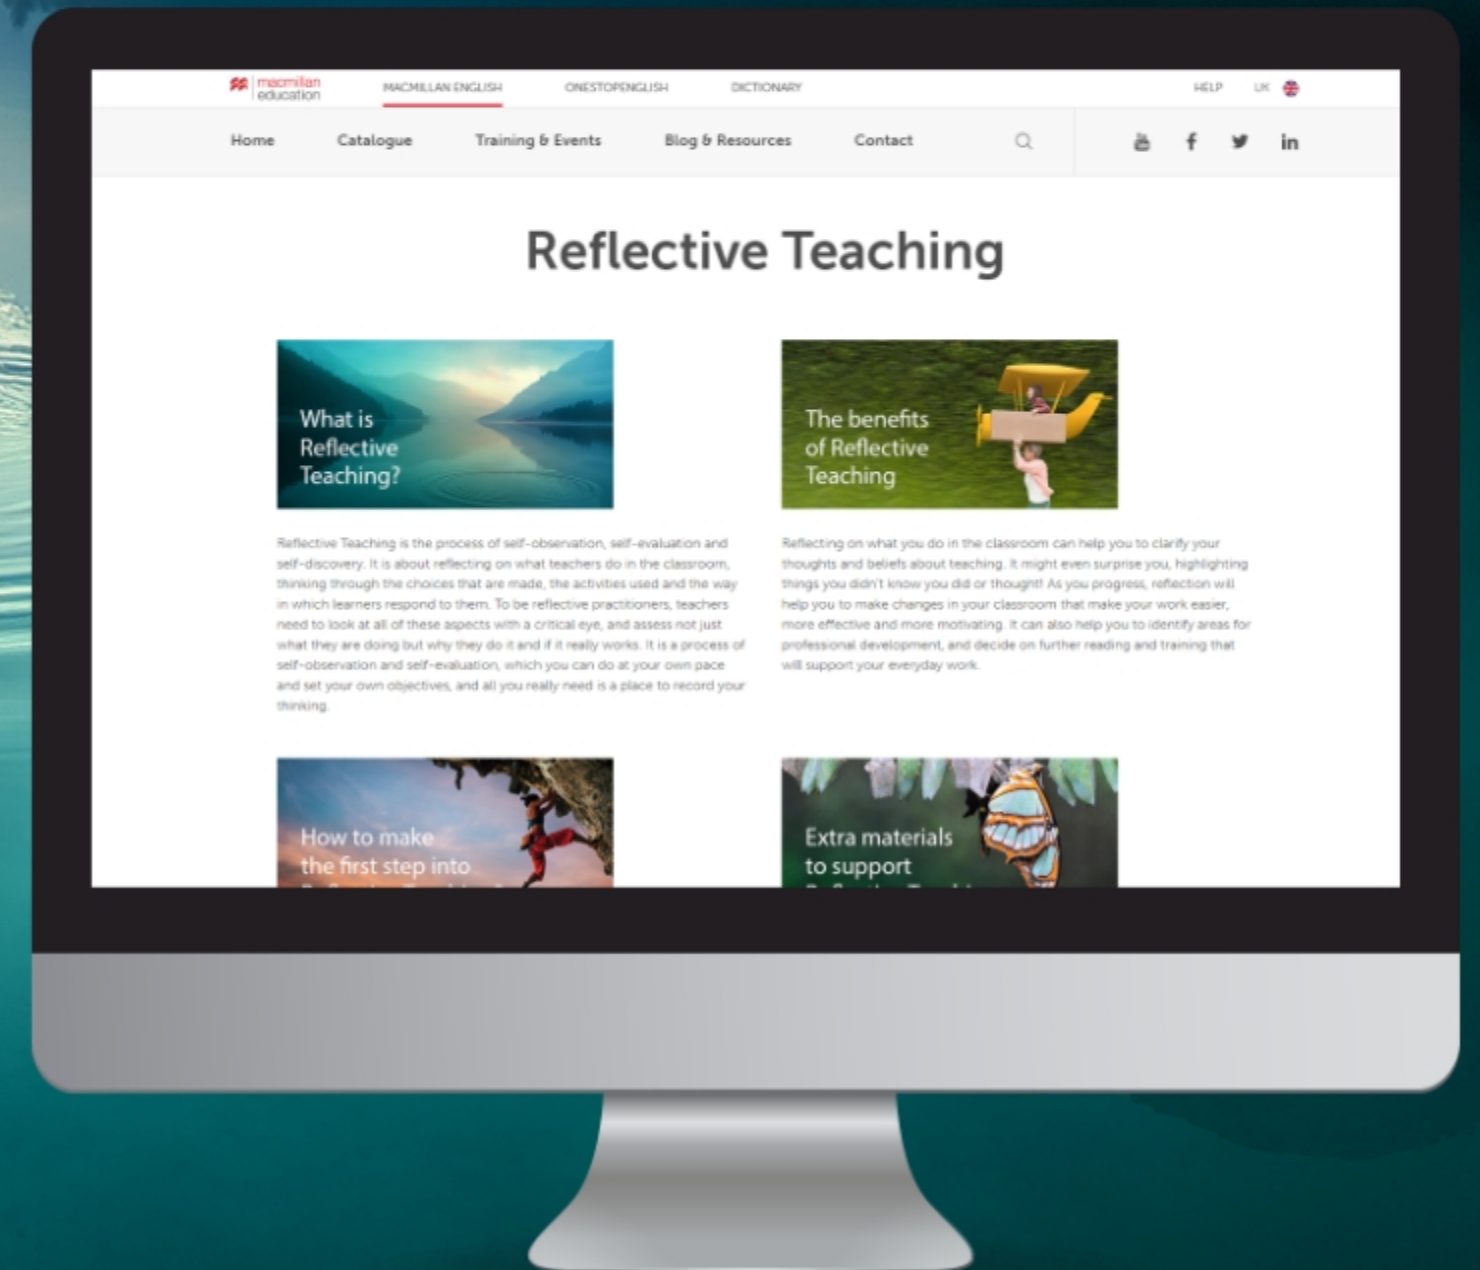 macmillan
education
MACMILLAN ENGLISH
ONESTOPENGLISH
DICTIONARY
HELP
UK
Home
Catalogue
Training & Events
Blog & Resources
Contact
Reflective Teaching
What is
Reflective
Teaching?
Reflective Teaching is the process of self-observation, self-evaluation and
self-discovery. It is about reflecting on what teachers do in the classroom,
thinking through the choices that are made, the activities used and the way
in which learners respond to them. To be reflective practitioners, teachers
need to look at all of these aspects with a critical eye, and assess not just
what they are doing but why they do it and if it really works. It is a process of
self-observation and self-evaluation, which you can do at your own pace
and set your own objectives, and all you really need is a place to record your
thinking.
The benefits
of Reflective
Teaching
Reflecting on what you do in the classroom can help you to clarify your
thoughts and beliefs about teaching. It might even surprise you, highlighting
things you didn't know you did or thought! As you progress, reflection will
help you to make changes in your classroom that make your work easier,
more effective and more motivating. It can also help you to identify areas for
professional development, and decide on further reading and training that
will support your everyday work.
How to make
the first step into
Extra materials
to support